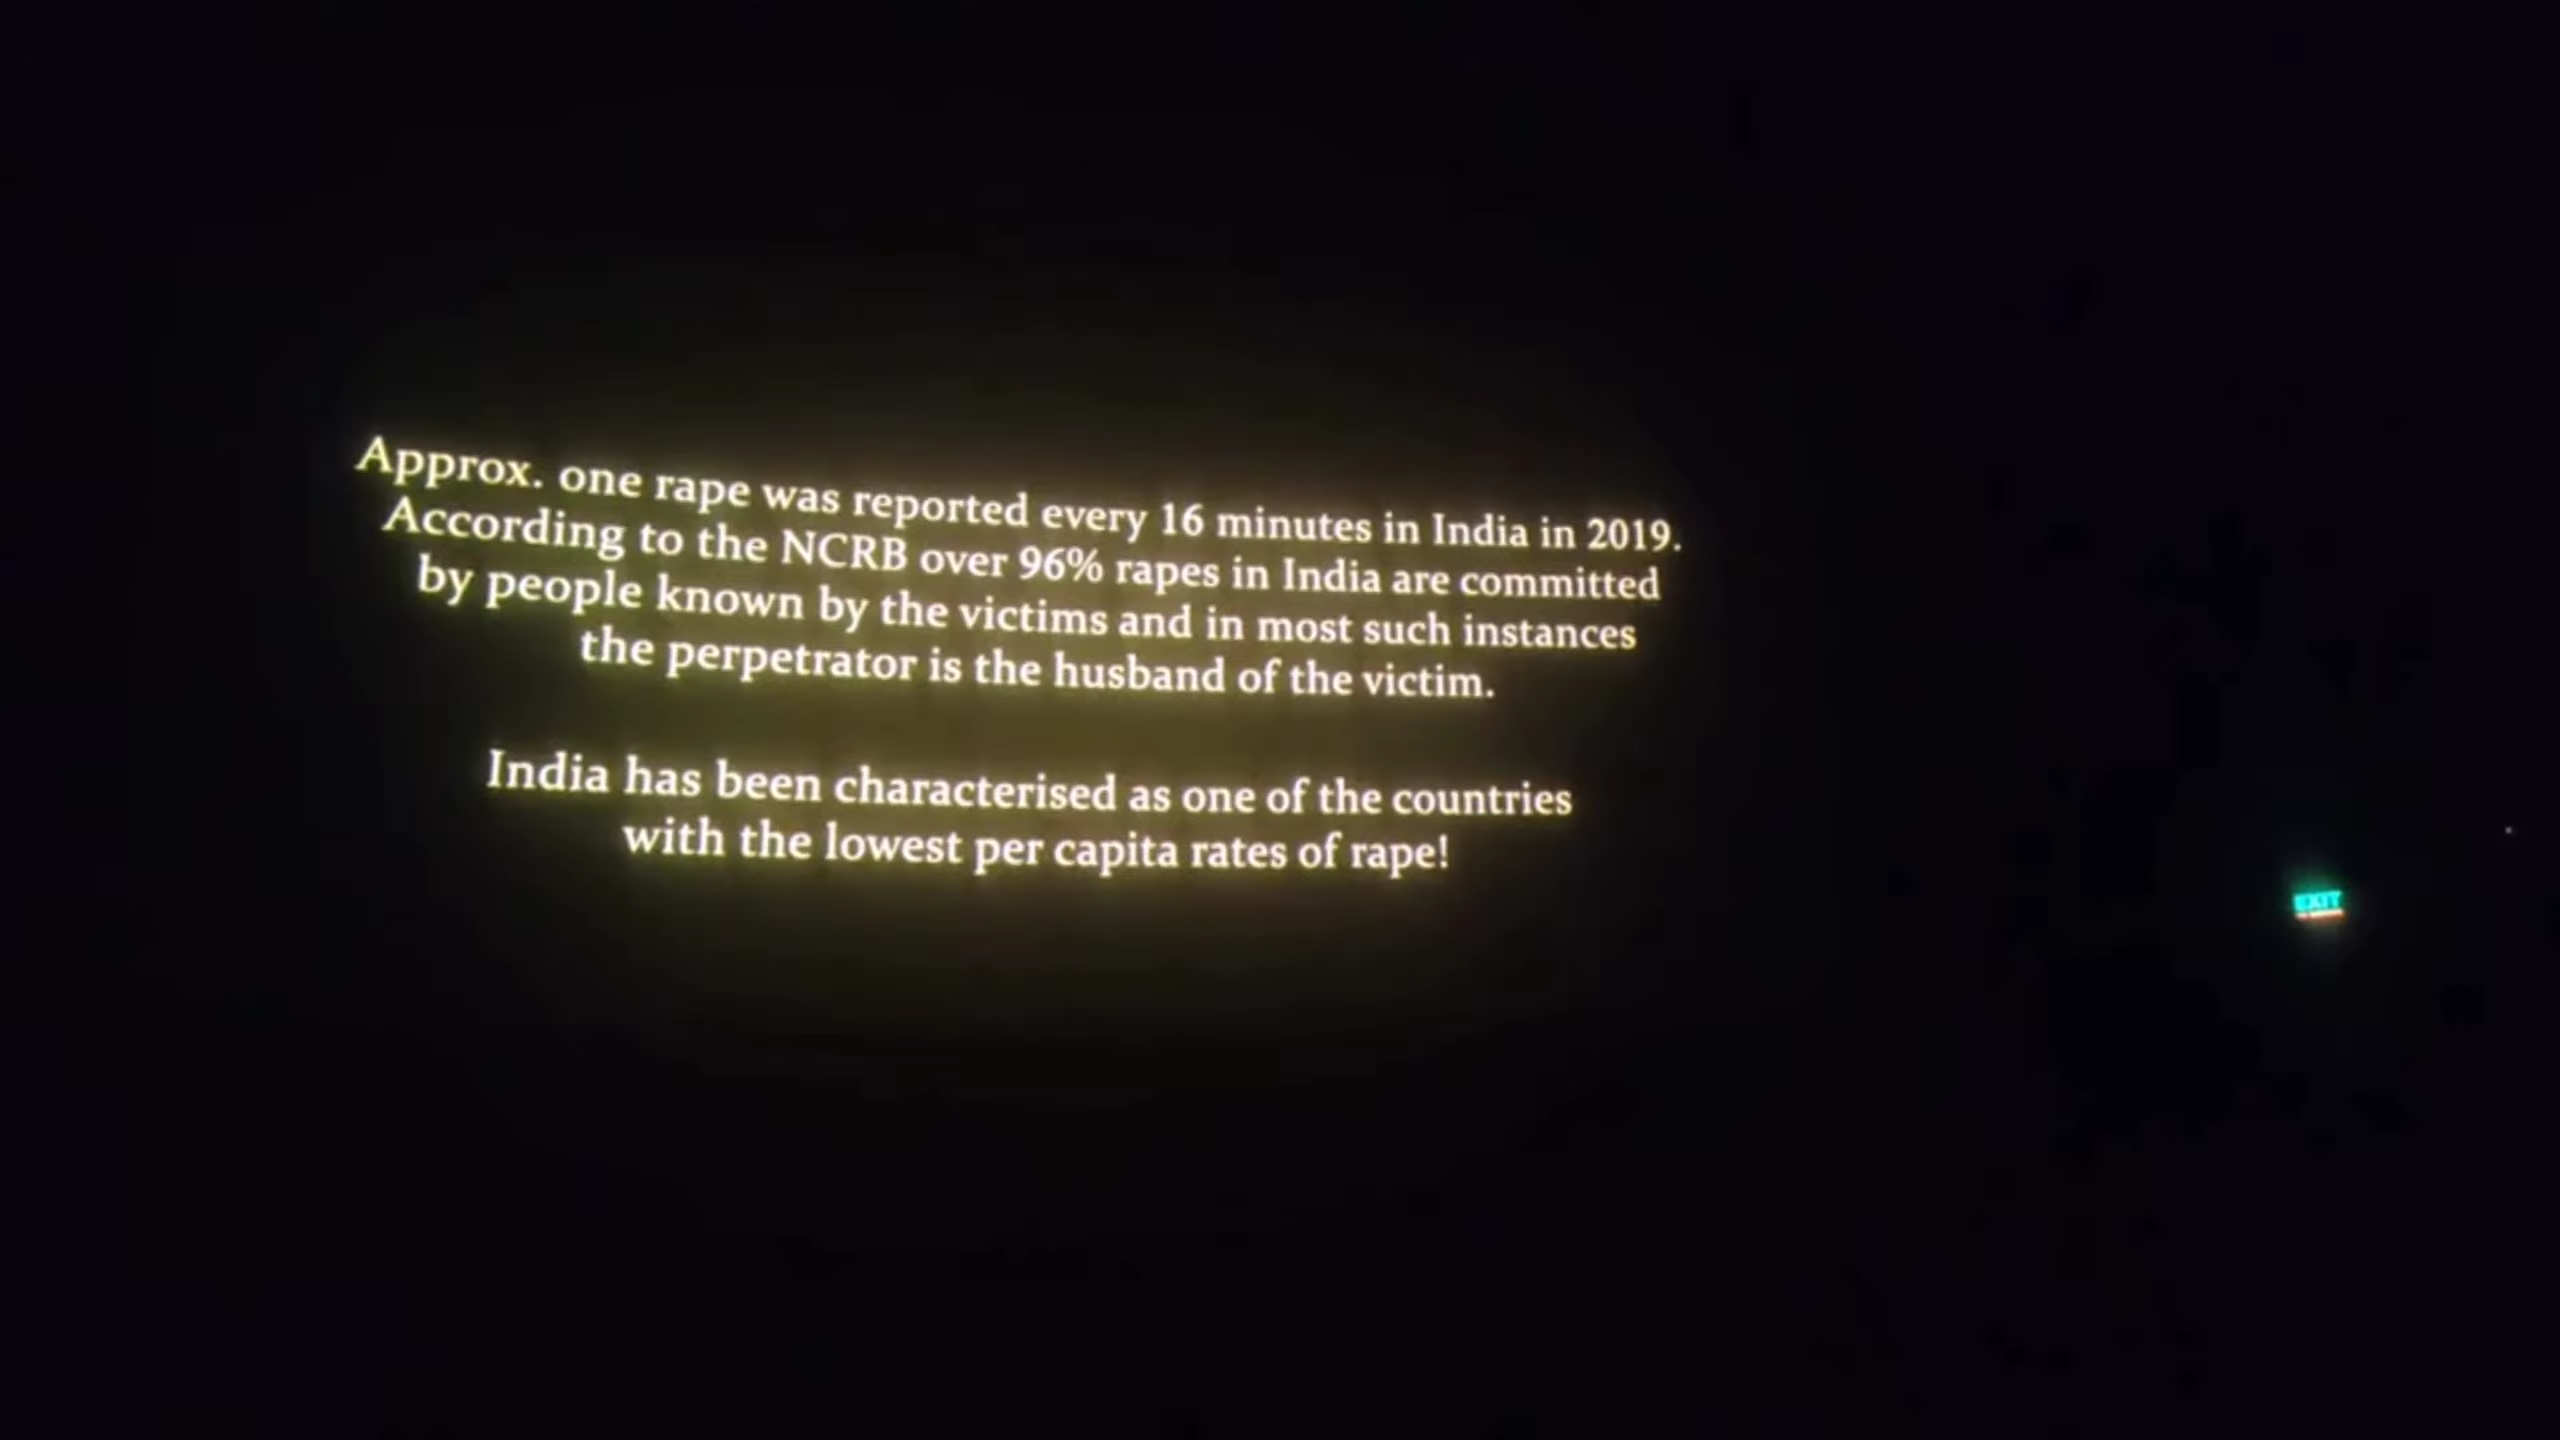 Approx. one rape was reported every 16 minutes in India in 2019.
According to the NCRB over 96% rapes in India are committed
by people known by the victims and in most such instances
the perpetrator is the husband of the victim.
India has been characterised as one of the countries
with the lowest per capita rates of rape!
EXIT